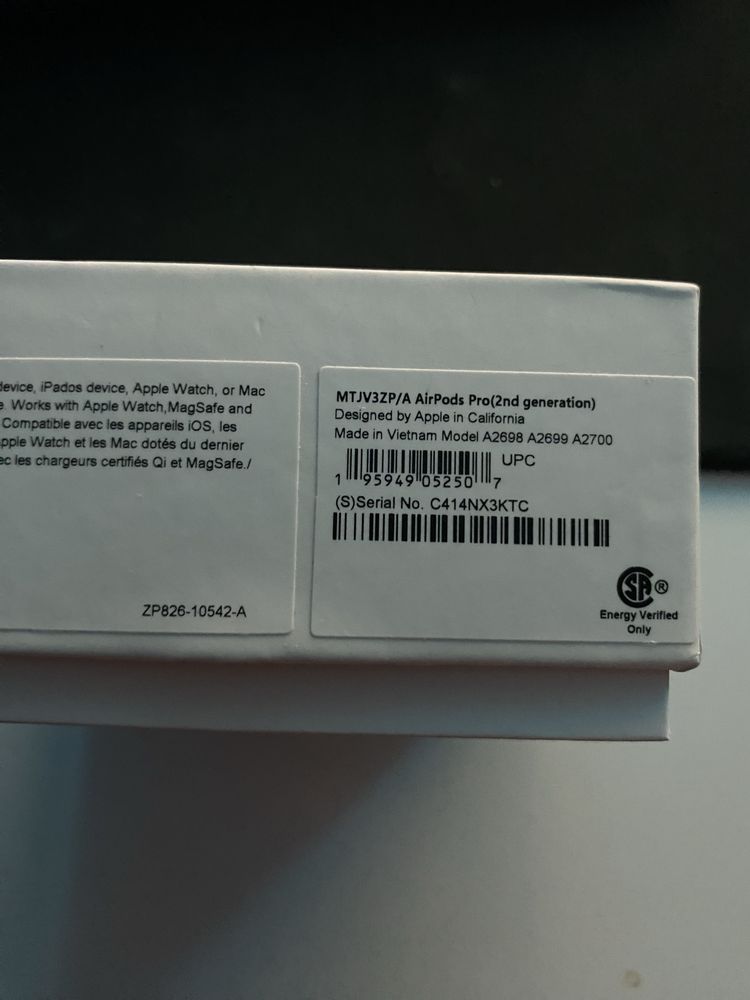 device, iPados device, Apple Watch, or Mac
Works with Apple Watch,MagSafe and
Compatible avec les appareils iOS, les
Apple Watch et les Mac dotés du dernier
ec les chargeurs certifiés Qi et MagSafe./
ZP826-10542-A
MTJV3ZP/A AirPods Pro(2nd generation)
Designed by Apple in California
Made in Vietnam Model A2698 A2699 A2700
UPC
1 95949 05250 7
(S)Serial No. C414NX3KTC
SA ®
Energy Verified
Only